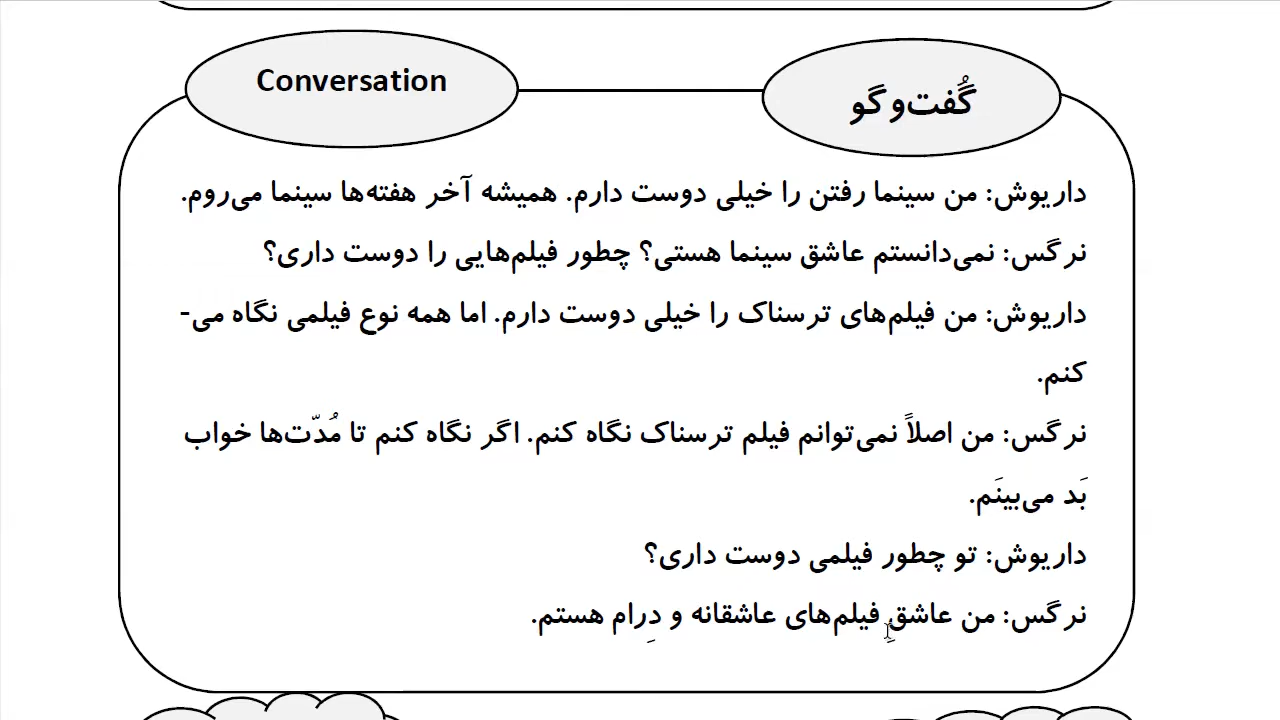 Conversation
گُفت‌و‌گو
داریوش: من سینما رفتن را خیلی دوست دارم. همیشه آخر هفته‌ها سینما می‌روم.
نرگس: نمی‌دانستم عاشق سینما هستی؟ چطور فیلم‌هایی را دوست داری؟
داریوش: من فیلم‌های ترسناک را خیلی دوست دارم. اما همه نوع فیلمی نگاه می-
کنم.
نرگس: من اصلاً نمی‌توانم فیلم ترسناک نگاه کنم. اگر نگاه کنم تا مُدّت‌ها خواب
بَد می‌بینَم.
داریوش: تو چطور فیلمی دوست داری؟
نرگس: من عاشقِ فیلم‌های عاشقانه و دِرام هستم.